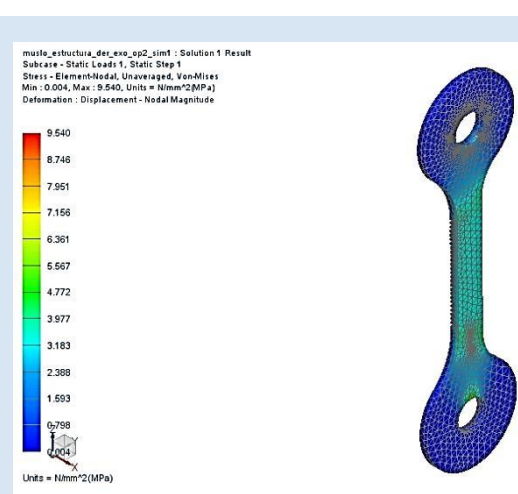 muslo_estructura_der_exo_op2_sim1 : Solution 1 Result
Subcase - Static Loads 1, Static Step 1
Stress - Element-Nodal, Unaveraged, Von-Mises
Min : 0.004, Max : 9.540, Units = N/mm^2(MPa)
Deformation : Displacement - Nodal Magnitude
9.540
8.746
7.951
7.156
6.361
5.567
4.772
3.977
3.183
2.388
1.593
0.798
0.004
Z
Y
X
Units = N/mm^2(MPa)